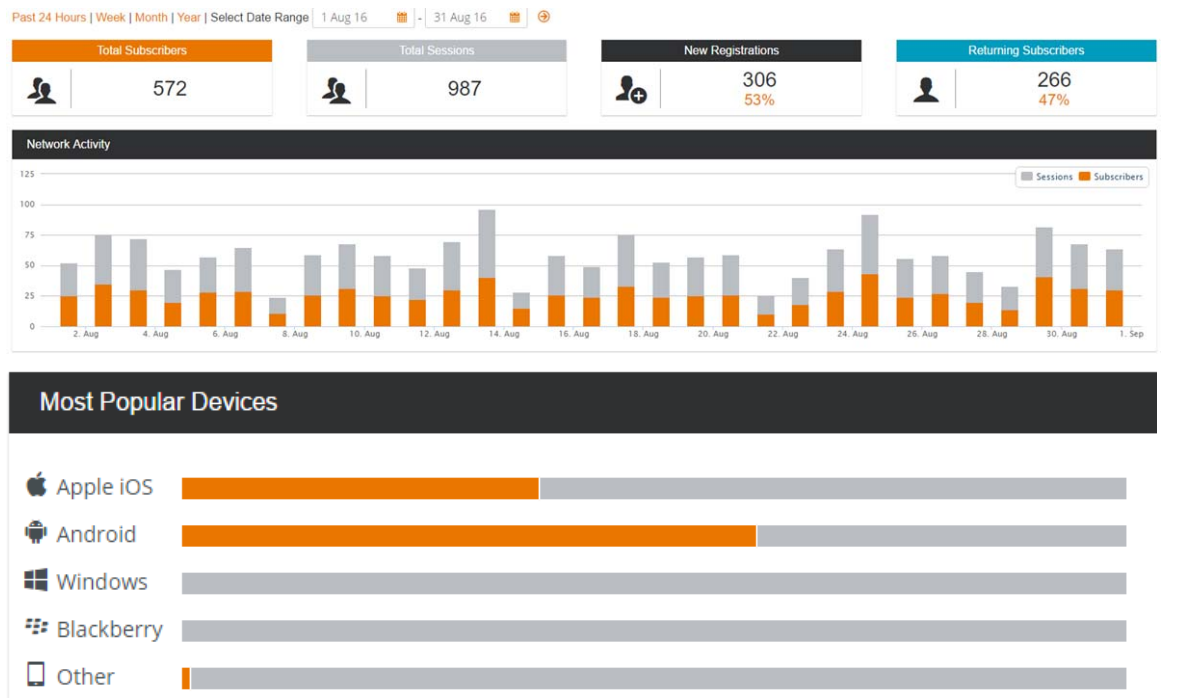 Past 24 Hours | Week | Month | Year | Select Date Range 1 Aug 16 - 31 Aug 16
Total Subscribers
572
Total Sessions
987
New Registrations
306
53%
Returning Subscribers
266
47%
Network Activity
Sessions Subscribers
125
100
75
50
25
0
2. Aug 4. Aug 6. Aug 8. Aug 10. Aug 12. Aug 14. Aug 16. Aug 18. Aug 20. Aug 22. Aug 24. Aug 26. Aug 28. Aug 30. Aug 1. Sep
Most Popular Devices
Apple iOS
Android
Windows
Blackberry
Other